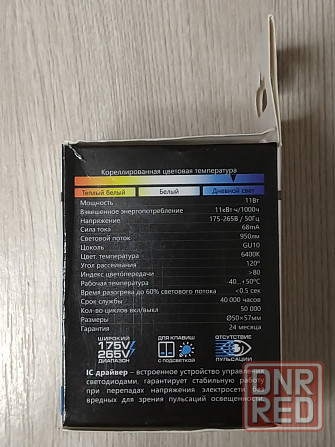 Кореллированная цветовая температура
Теплый белый Белый Дневной свет
Мощность 11Вт
Взвешенное энергопотребление 11кВт ч/1000ч
Напряжение 175-265В / 50Гц
Сила тока 68mA
Световой поток 950лм
Цоколь GU10
Цвет. температура 6400К
Угол рассеивания 120°
Индекс цветопередачи >80
Рабочая температура -40...+50°C
Время разогрева до 60% светового потока <0.5 сек
Срок службы 40 000 часов
Кол-во циклов вкл/выкл 50 000
Размеры Ø50×57мм
Гарантия 24 месяца
ШИРОКИЙ
175V
265V
ДИАПАЗОН
ДЛЯ КЛАВИШ
С ПОДСВЕТКОЙ
ОТСУТСТВИЕ
ПУЛЬСАЦИИ
IC драйвер – встроенное устройство управления
светодиодами, гарантирует стабильную работу
при перепадах напряжения электросети без
вредных для зрения пульсаций освещенности.
DNR
RED